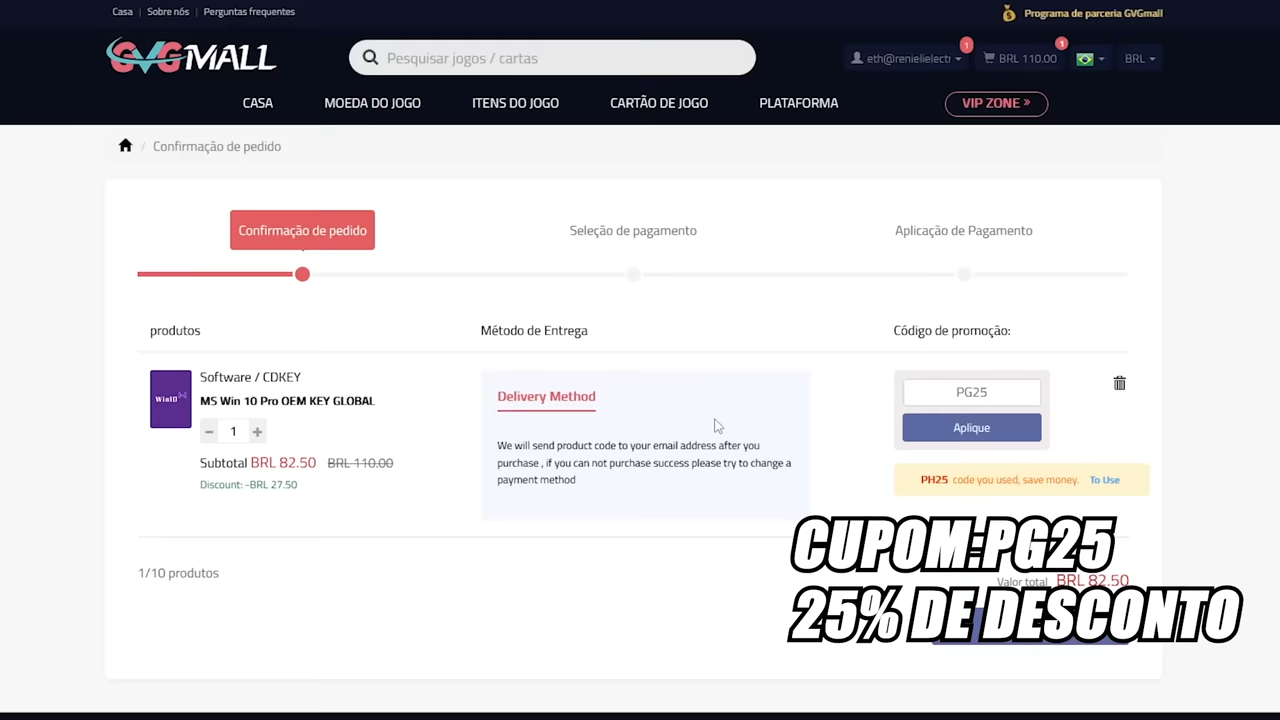 Casa | Sobre nós | Perguntas frequentes
Programa de parceria GVGmall
GVGMALL
Pesquisar jogos / cartas
eth@renielielectr
1
BRL 110.00
1
BRL
CASA
MOEDA DO JOGO
ITENS DO JOGO
CARTÃO DE JOGO
PLATAFORMA
VIP ZONE »
/ Confirmação de pedido
Confirmação de pedido
Seleção de pagamento
Aplicação de Pagamento
produtos
Método de Entrega
Código de promoção:
Win10
Software / CDKEY
MS Win 10 Pro OEM KEY GLOBAL
− 1 +
Subtotal BRL 82.50 BRL 110.00
Discount: -BRL 27.50
Delivery Method
We will send product code to your email address after you
purchase , if you can not purchase success please try to change a
payment method
PG25
Aplique
PH25 code you used, save money. To Use
1/10 produtos
Valor total BRL 82.50
CUPOM:PG25
25% DE DESCONTO